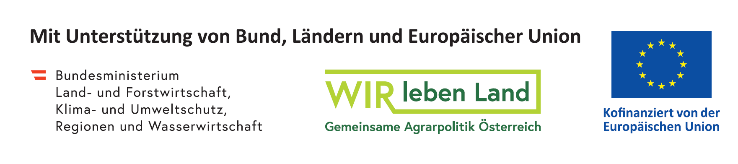 Mit Unterstützung von Bund, Ländern und Europäischer Union
Bundesministerium
Land- und Forstwirtschaft,
Klima- und Umweltschutz,
Regionen und Wasserwirtschaft
WIR leben Land
Gemeinsame Agrarpolitik Österreich
Kofinanziert von der
Europäischen Union